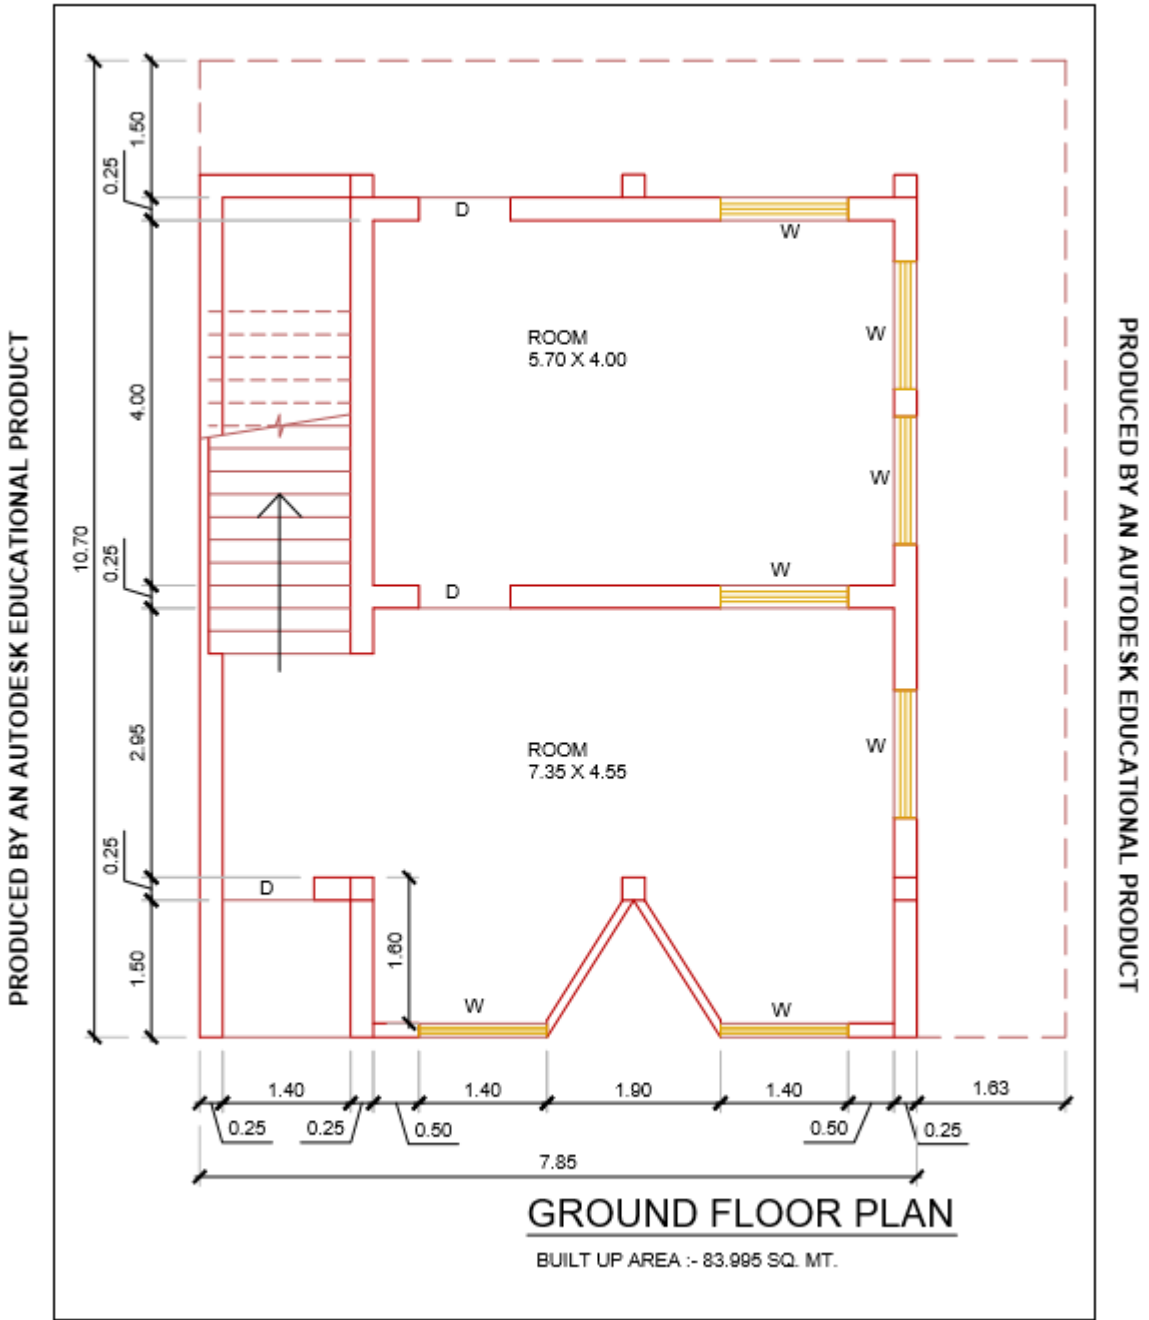 1.50
0.25
D
W
ROOM
5.70 X 4.00
W
4.00
W
10.70
0.25
D
W
PRODUCED BY AN AUTODESK EDUCATIONAL PRODUCT
PRODUCED BY AN AUTODESK EDUCATIONAL PRODUCT
2.95
ROOM
7.35 X 4.55
W
0.25
D
1.50
1.60
W
W
1.40
1.40
1.90
1.40
1.63
0.25
0.25
0.50
0.50
0.25
7.85
GROUND FLOOR PLAN
BUILT UP AREA :- 83.995 SQ. MT.